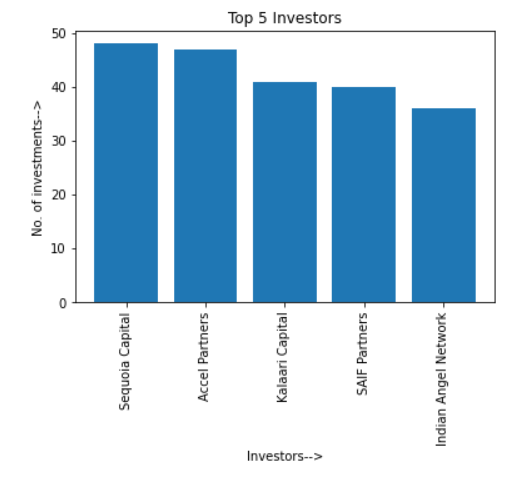 Top 5 Investors
50
40
30
20
10
0
No. of investments-->
Sequoia Capital
Accel Partners
Kalaari Capital
SAIF Partners
Indian Angel Network
Investors-->